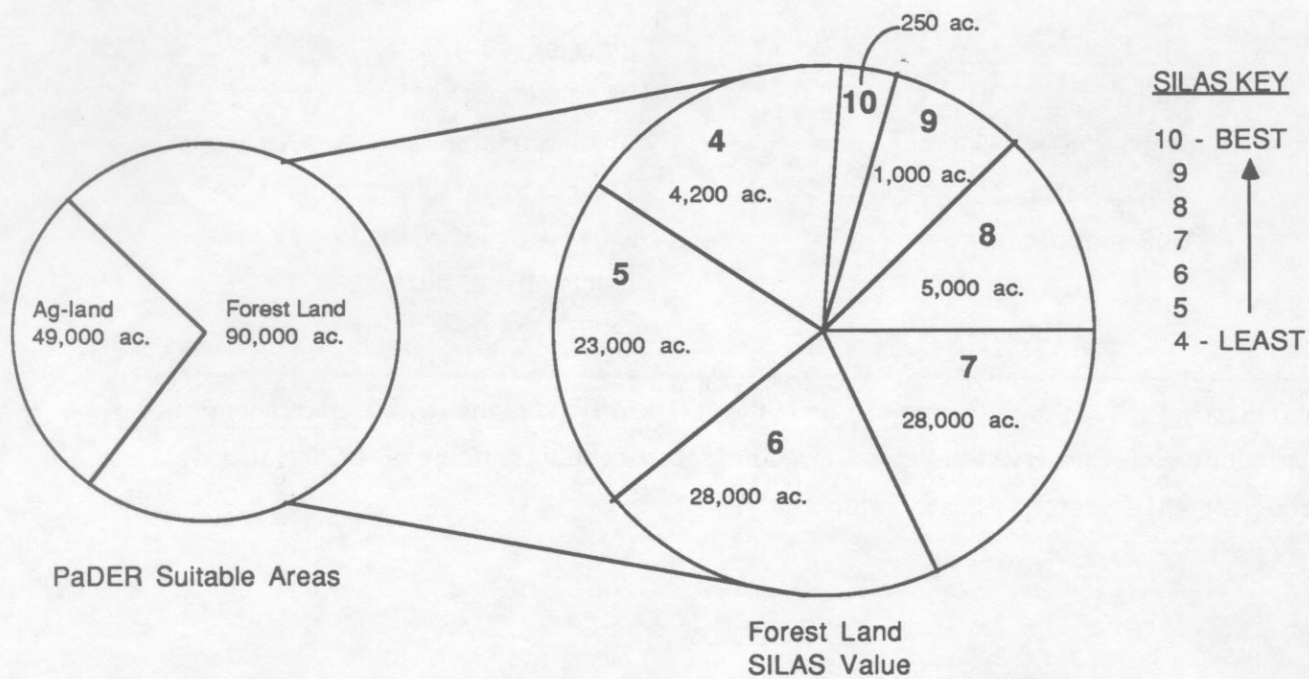 250 ac.
10
9
1,000 ac.
4
4,200 ac.
8
5,000 ac.
5
23,000 ac.
7
28,000 ac.
6
28,000 ac.
Ag-land
49,000 ac.
Forest Land
90,000 ac.
PaDER Suitable Areas
Forest Land
SILAS Value
SILAS KEY
10 - BEST
9
8
7
6
5
4 - LEAST